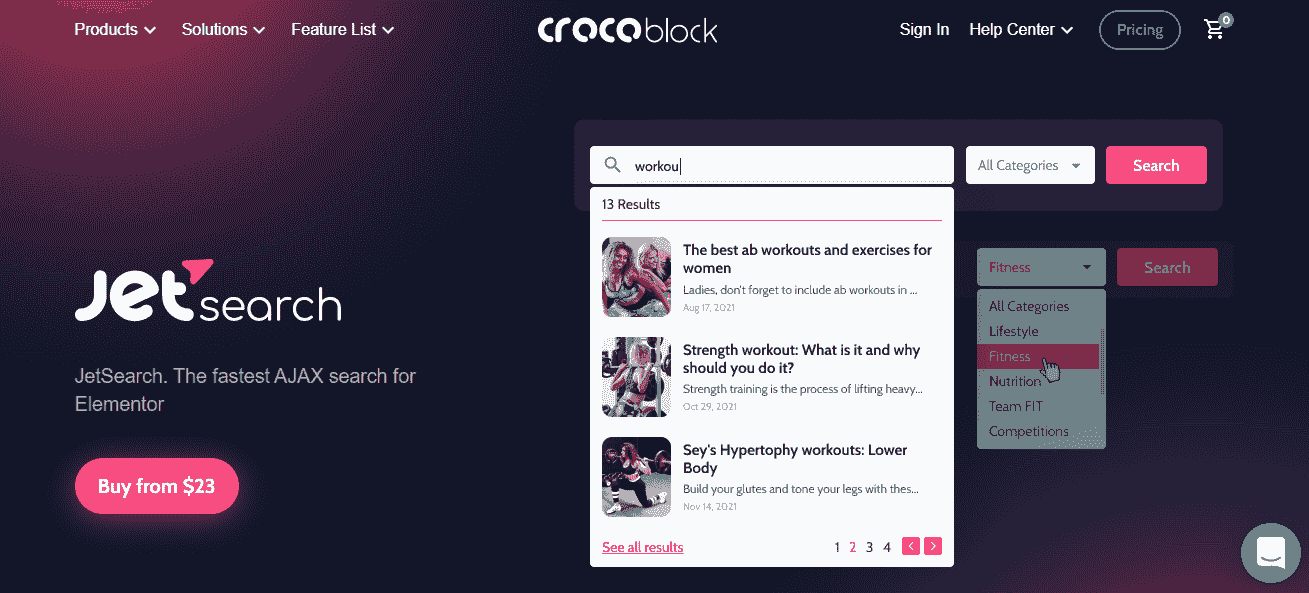 Products
Solutions
Feature List
crocoblock
Sign In
Help Center
Pricing
0
workou
All Categories
Search
13 Results
The best ab workouts and exercises for
women
Ladies, don't forget to include ab workouts in ...
Aug 17, 2021
Strength workout: What is it and why
should you do it?
Strength training is the process of lifting heavy...
Oct 29, 2021
Sey's Hypertophy workouts: Lower
Body
Build your glutes and tone your legs with thes...
Nov 14, 2021
See all results
1 2 3 4
Fitness
Search
All Categories
Lifestyle
Fitness
Nutrition
Team FIT
Competitions
Jet search
JetSearch. The fastest AJAX search for
Elementor
Buy from $23